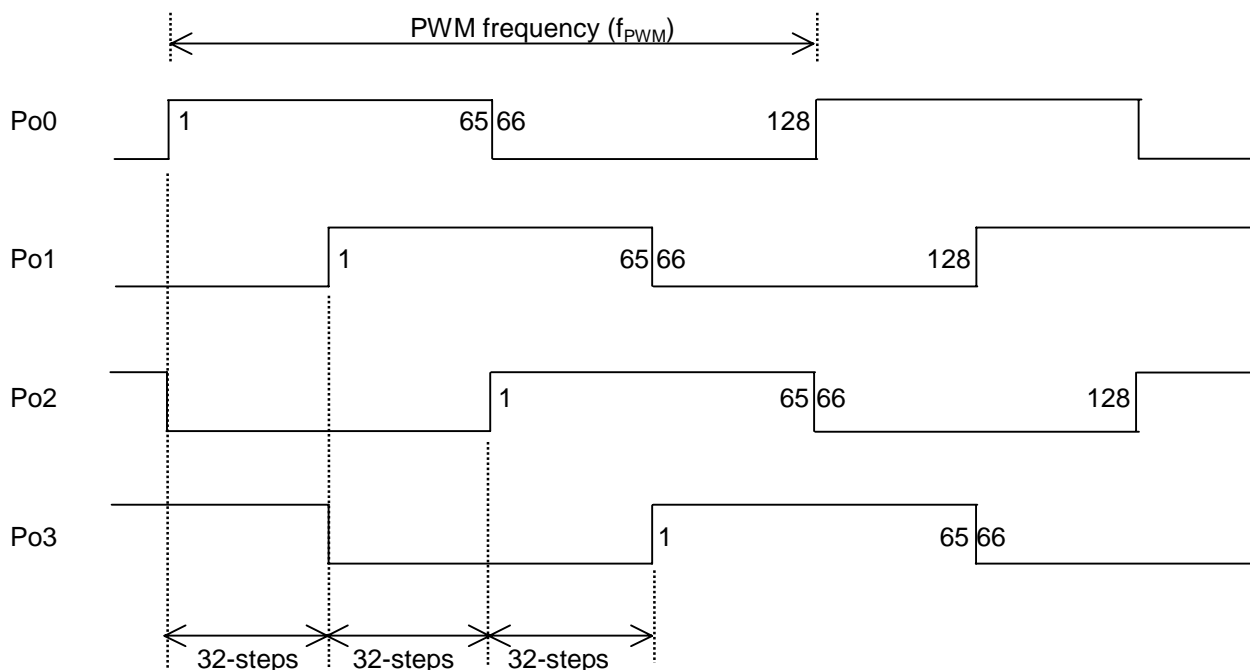 PWM frequency (fPWM)
Po0 1 65 66 128
Po1 1 65 66 128
Po2 1 65 66 128
Po3 1 65 66
32-steps 32-steps 32-steps